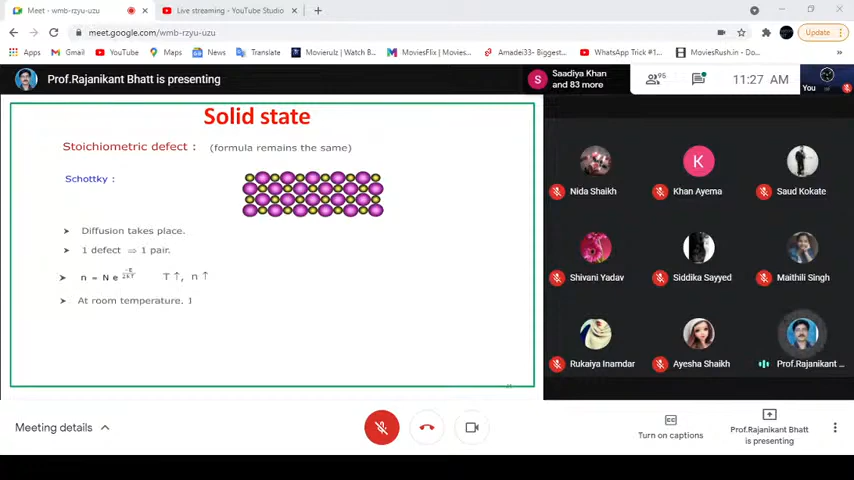 Meet - wmb-rzyu-uzu
Live streaming - YouTube Studio
meet.google.com/wmb-rzyu-uzu
Update
Apps
Gmail
YouTube
Maps
News
Translate
Movierulz | Watch B...
MoviesFlix | Movies...
Amadei33– Biggest...
WhatsApp Trick #1...
MoviesRush.in - Dow...
Prof.Rajanikant Bhatt is presenting
S
Saadiya Khan
and 83 more
95
11:27 AM
You
Solid state
Stoichiometric defect : (formula remains the same)
Schottky :
➤ Diffusion takes place.
➤ 1 defect ⇒ 1 pair.
➤ n = N e^(-E/2kT) T ↑, n ↑
➤ At room temperature, 1
K
Nida Shaikh
Khan Ayema
Saud Kokate
Shivani Yadav
Siddika Sayyed
Maithili Singh
Rukaiya Inamdar
Ayesha Shaikh
Prof.Rajanikant ...
Meeting details
Turn on captions
Prof.Rajanikant Bhatt
is presenting